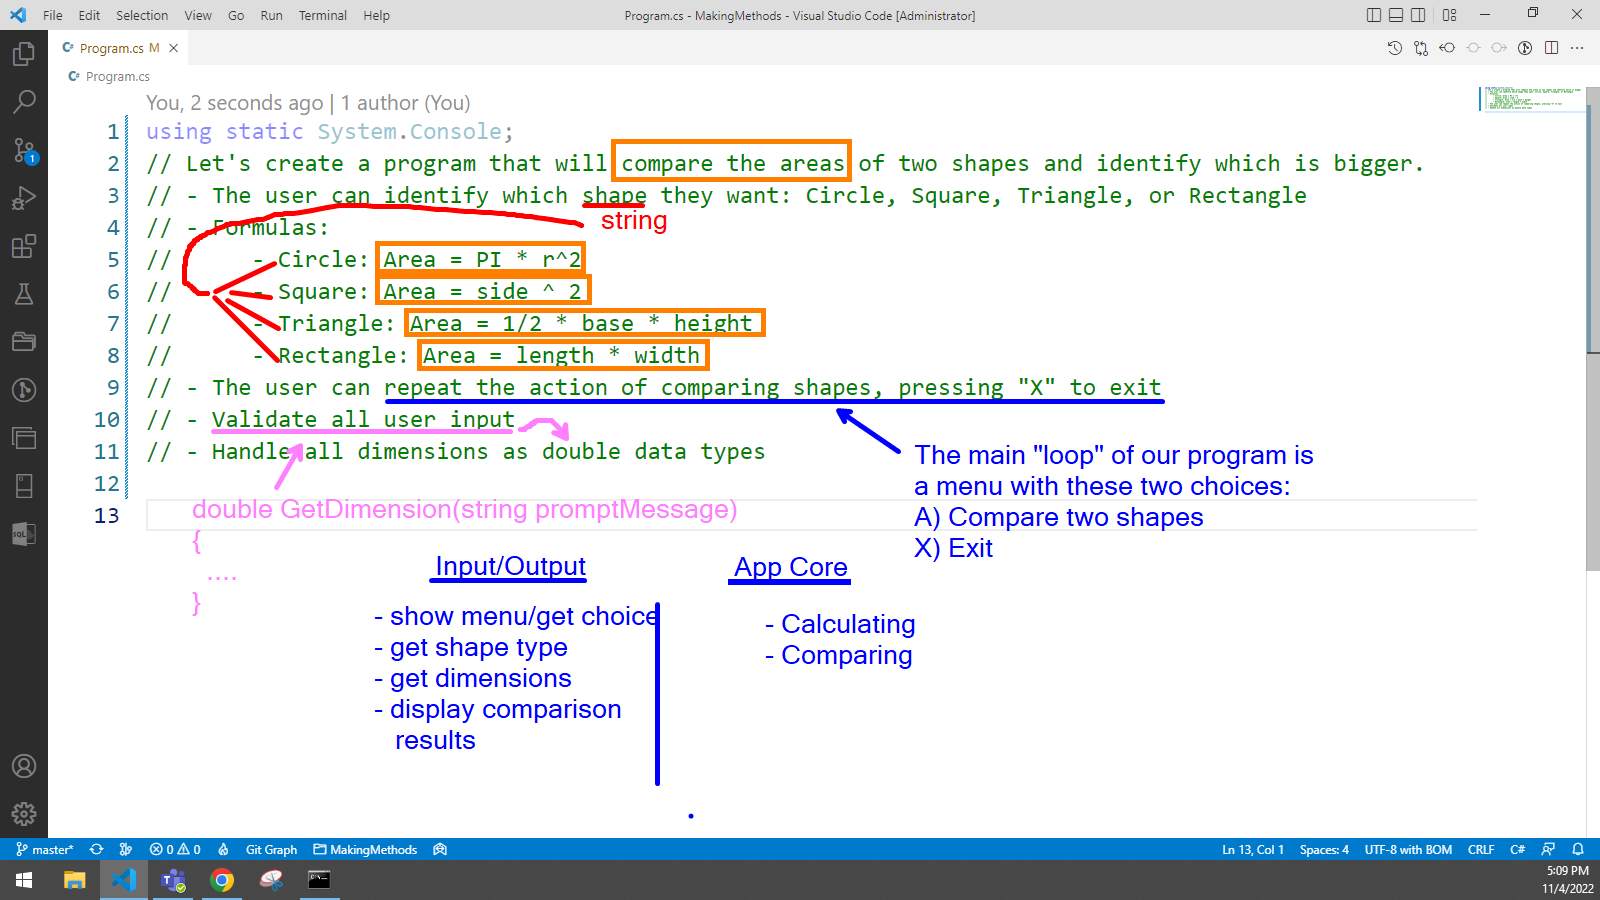 File Edit Selection View Go Run Terminal Help
Program.cs - MakingMethods - Visual Studio Code [Administrator]
C# Program.cs M
C# Program.cs
You, 2 seconds ago | 1 author (You)
1 using static System.Console;
2 // Let's create a program that will compare the areas of two shapes and identify which is bigger.
3 // - The user can identify which shape they want: Circle, Square, Triangle, or Rectangle
string
4 // - Formulas:
5 // - Circle: Area = PI * r^2
6 // - Square: Area = side ^ 2
7 // - Triangle: Area = 1/2 * base * height
8 // - Rectangle: Area = length * width
9 // - The user can repeat the action of comparing shapes, pressing "X" to exit
10 // - Validate all user input
11 // - Handle all dimensions as double data types
12
13
The main "loop" of our program is
a menu with these two choices:
A) Compare two shapes
X) Exit
double GetDimension(string promptMessage)
{
....
}
Input/Output
- show menu/get choice
- get shape type
- get dimensions
- display comparison
results
App Core
- Calculating
- Comparing
1
master* 0 0 Git Graph MakingMethods
Ln 13, Col 1 Spaces: 4 UTF-8 with BOM CRLF C#
5:09 PM
11/4/2022